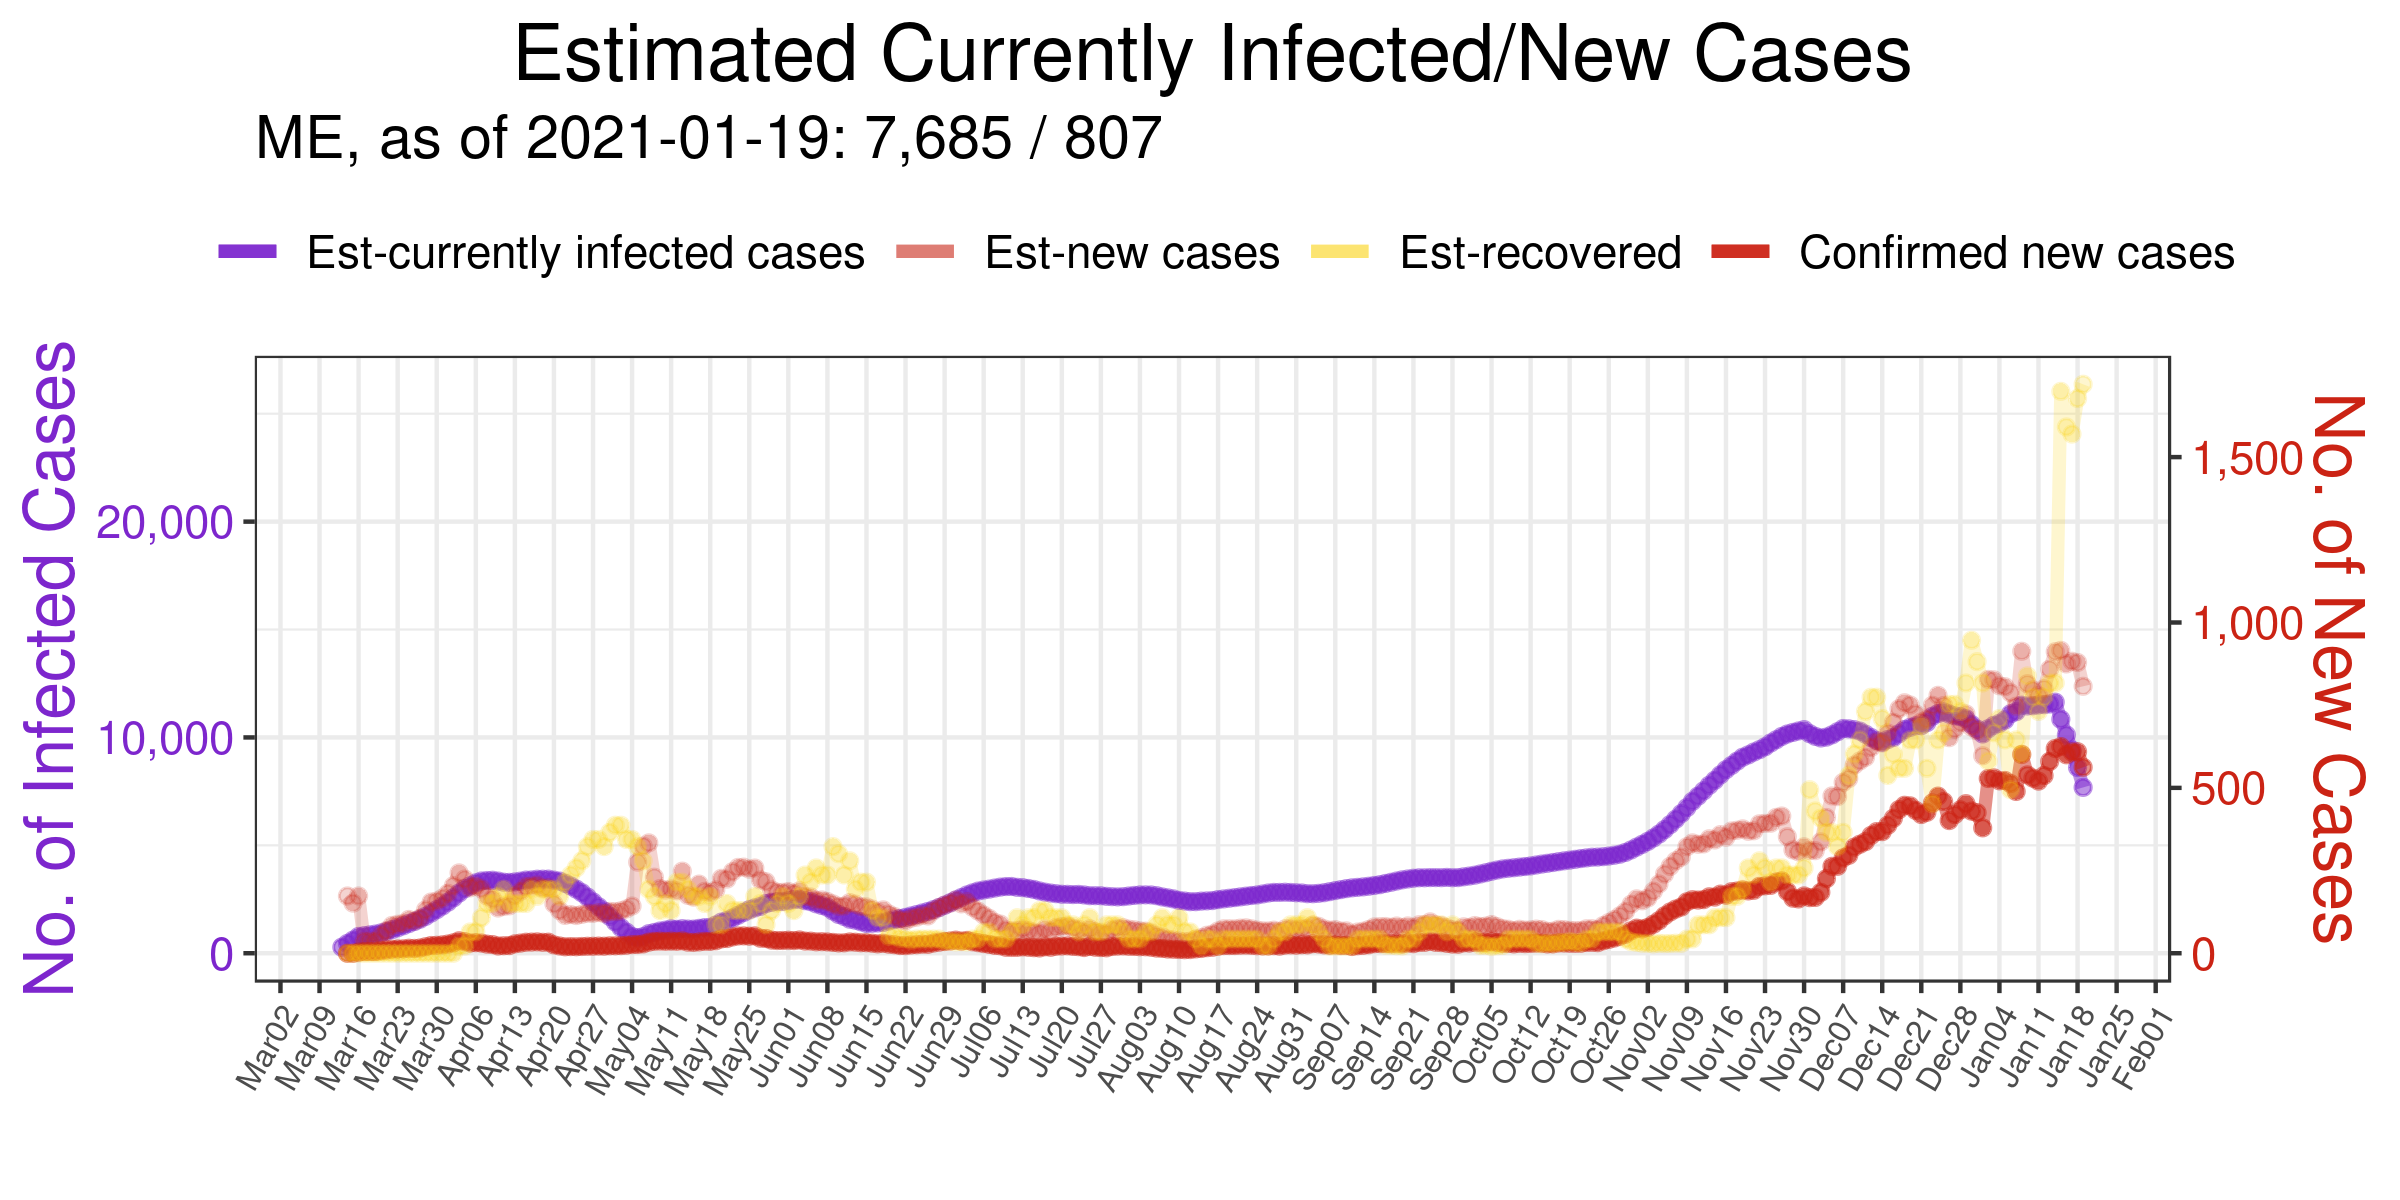 Estimated Currently Infected/New Cases
ME, as of 2021-01-19: 7,685 / 807
Est-currently infected cases Est-new cases Est-recovered Confirmed new cases
No. of Infected Cases
20,000
10,000
0
No. of New Cases
1,500
1,000
500
0
Mar02 Mar09 Mar16 Mar23 Mar30 Apr06 Apr13 Apr20 Apr27 May04 May11 May18 May25 Jun01 Jun08 Jun15 Jun22 Jun29 Jul06 Jul13 Jul20 Jul27 Aug03 Aug10 Aug17 Aug24 Aug31 Sep07 Sep14 Sep21 Sep28 Oct05 Oct12 Oct19 Oct26 Nov02 Nov09 Nov16 Nov23 Nov30 Dec07 Dec14 Dec21 Dec28 Jan04 Jan11 Jan18 Jan25 Feb01